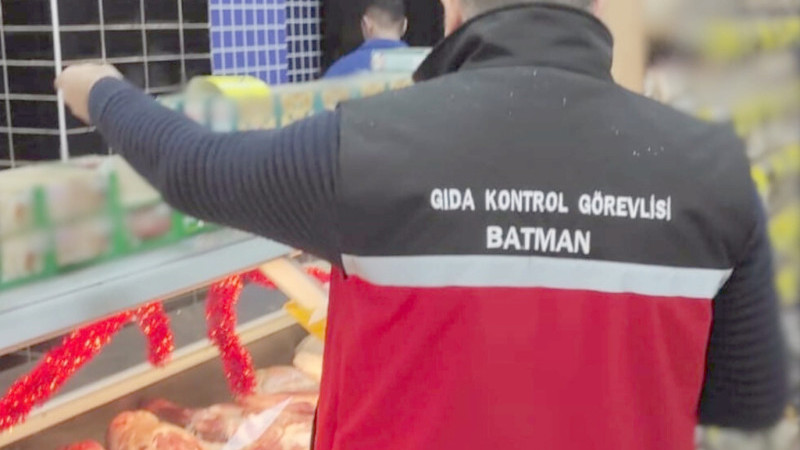 GIDA KONTROL GÖREVLİSİ
BATMAN